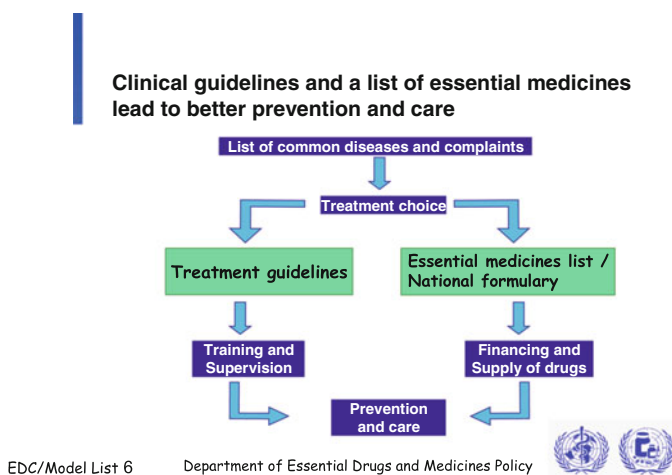 Clinical guidelines and a list of essential medicines
lead to better prevention and care
List of common diseases and complaints
Treatment choice
Treatment guidelines
Essential medicines list /
National formulary
Training and
Supervision
Financing and
Supply of drugs
Prevention
and care
EDC/Model List 6
Department of Essential Drugs and Medicines Policy